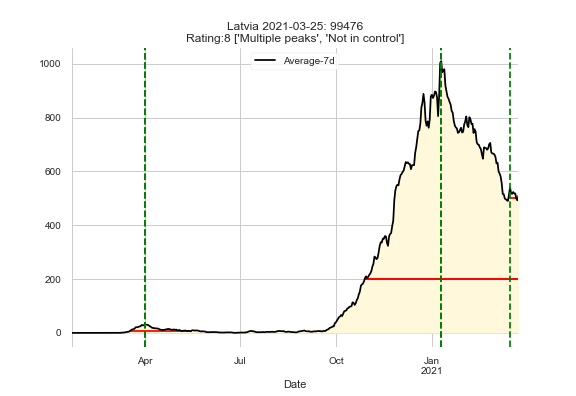 Latvia 2021-03-25: 99476
Rating:8 ['Multiple peaks', 'Not in control']
Average-7d
1000
800
600
400
200
0
Apr
Jul
Oct
Jan
2021
Date